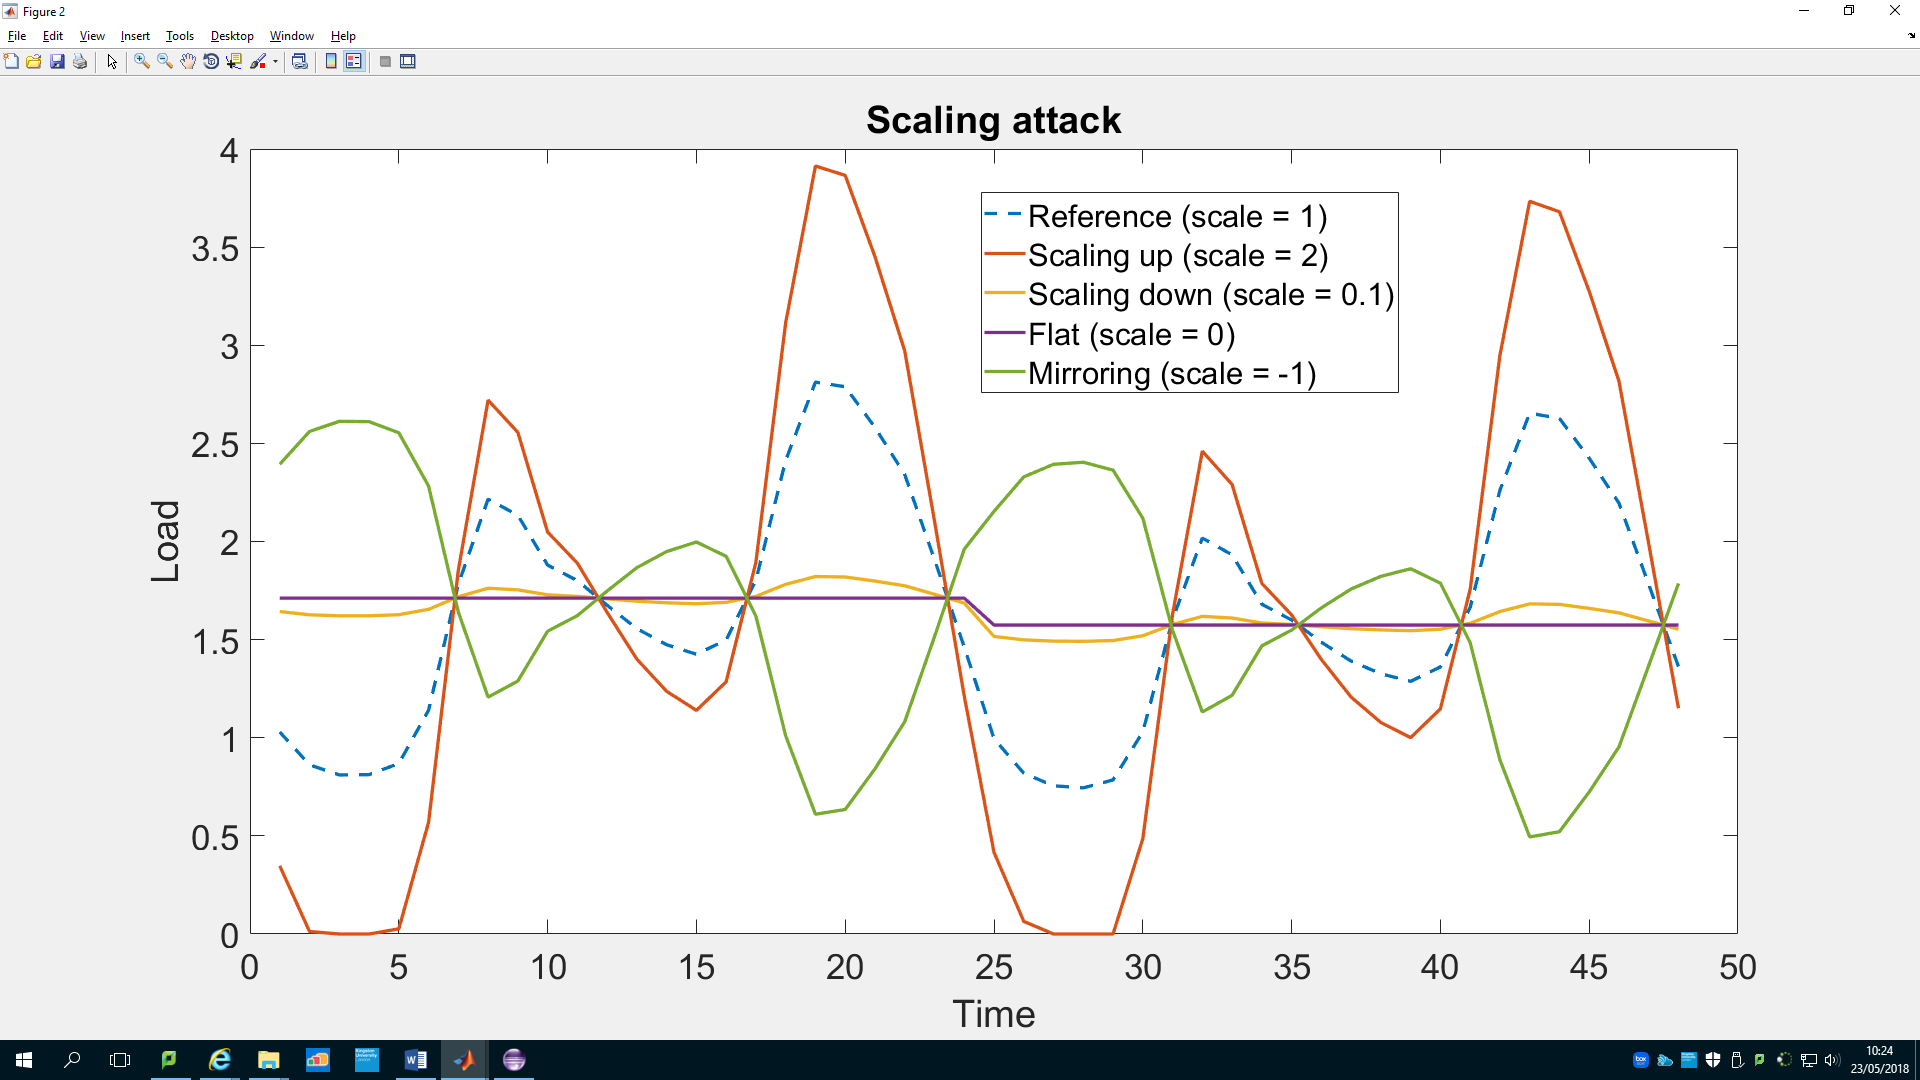 Figure 2
File Edit View Insert Tools Desktop Window Help
Scaling attack
4
3.5
3
2.5
2
1.5
1
0.5
0
Load
Reference (scale = 1)
Scaling up (scale = 2)
Scaling down (scale = 0.1)
Flat (scale = 0)
Mirroring (scale = -1)
0 5 10 15 20 25 30 35 40 45 50
Time
10:24
23/05/2018